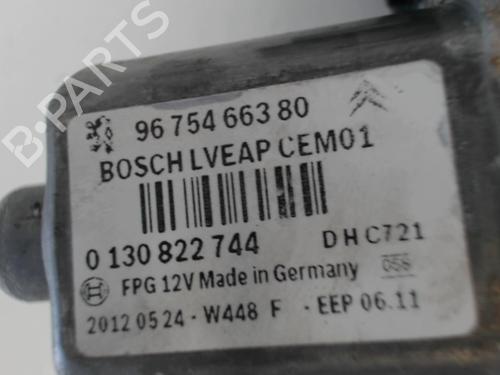 B-PARTS
96 754 663 80
BOSCH LVEAP CEM01
0 130 822 744 DHC721
FPG 12V Made in Germany 056
2012 05 24 - W448 F - EEP 06.11